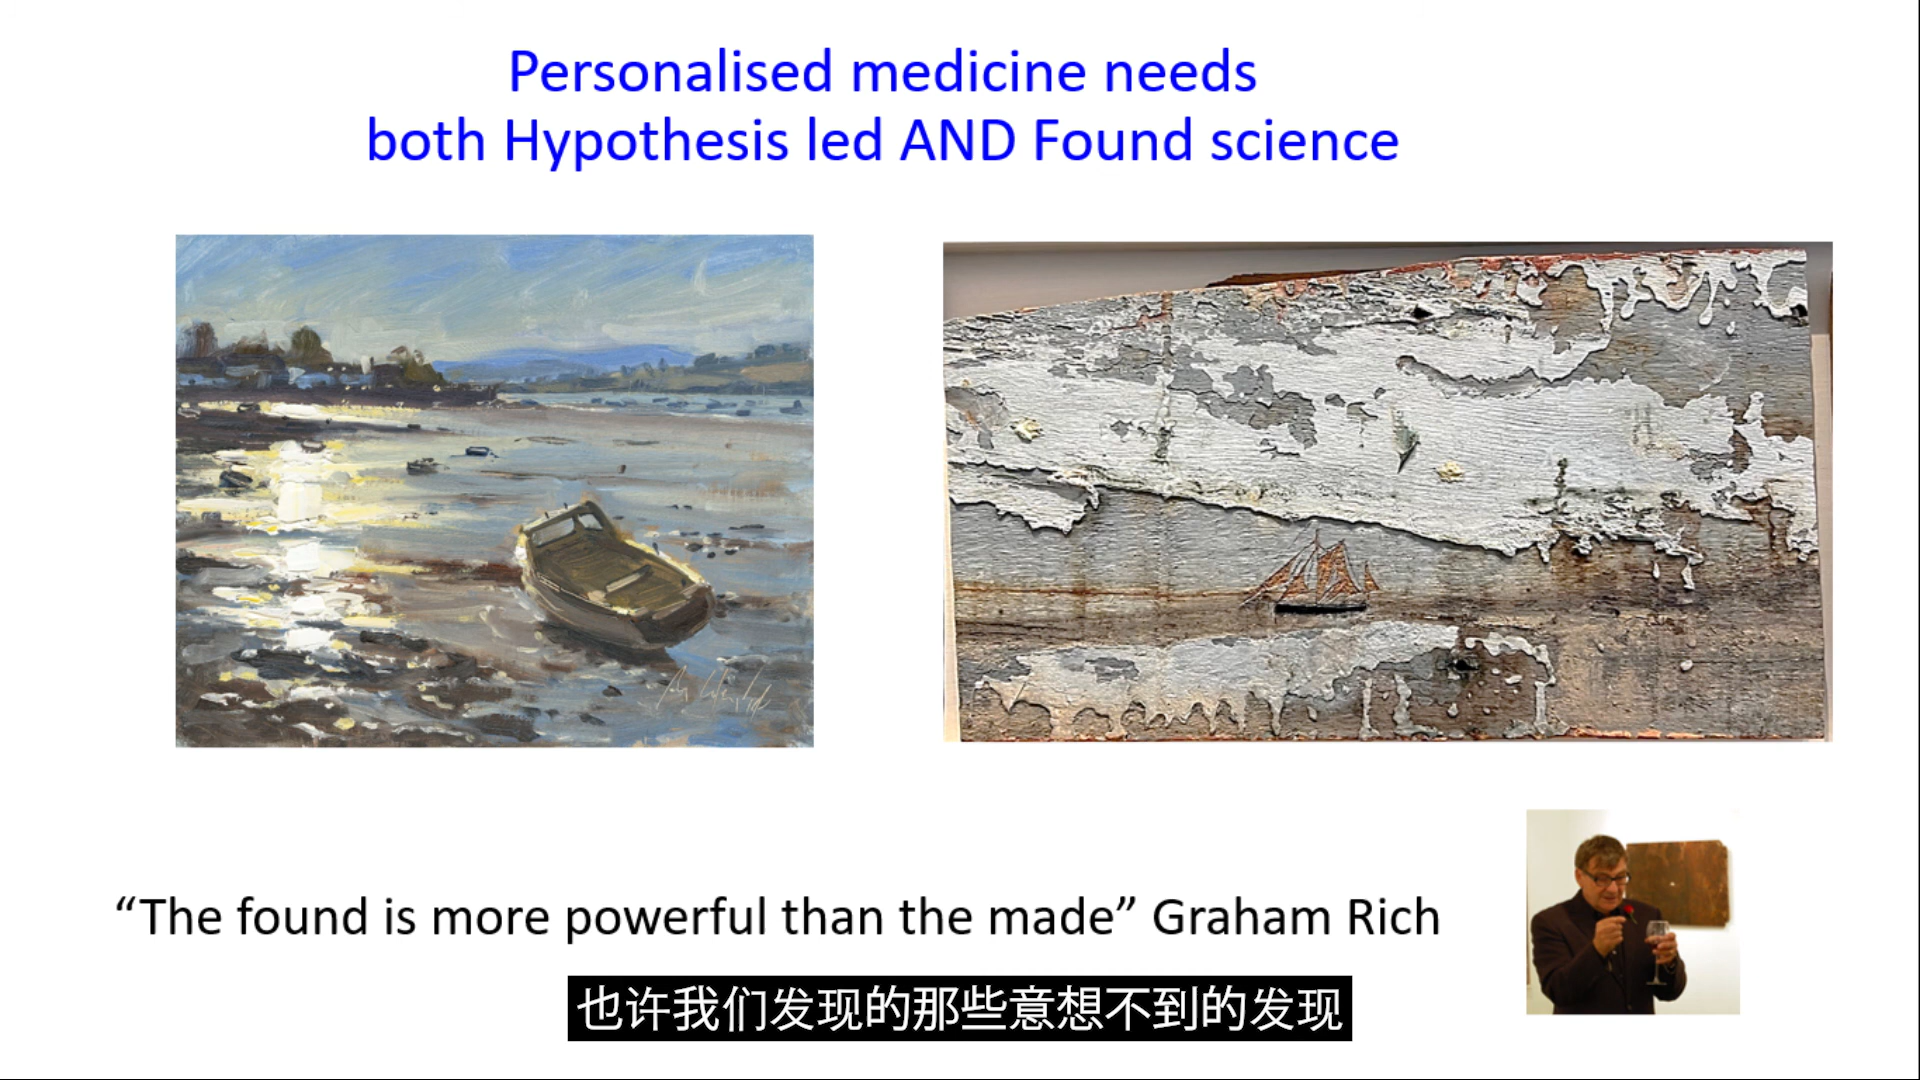 Personalised medicine needs
both Hypothesis led AND Found science
“The found is more powerful than the made” Graham Rich
也许我们发现的那些意想不到的发现